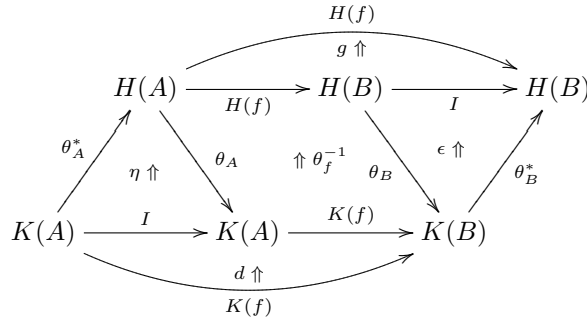 H(f)
g ⇑
H(A) H(B) H(B)
H(f) I
θ*_A η ⇑ θ_A ⇑ θ_f^{-1} θ_B ϵ ⇑ θ*_B
I K(f)
K(A) K(A) K(B)
d ⇑
K(f)